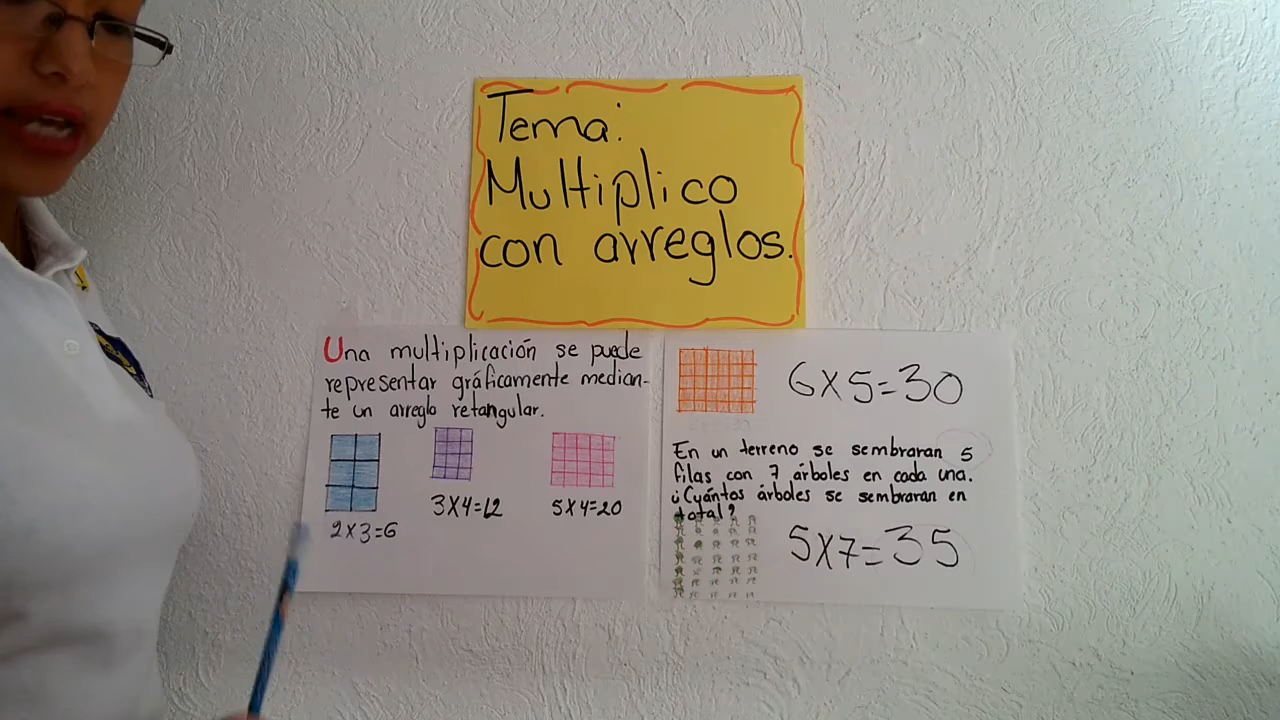 Tema:
Multiplico
con arreglos.
Una multiplicación se puede
representar gráficamente median-
te un arreglo retangular.
2X3=6
3X4=12
5X4=20
6X5=30
En un terreno se sembraran 5
filas con 7 árboles en cada una.
¿Cuántos árboles se sembraran en
total?
5X7=35